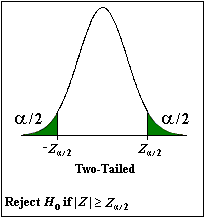 α/2 α/2
-Zα/2 Zα/2
Two-Tailed
Reject H0 if |Z| ≥ Zα/2